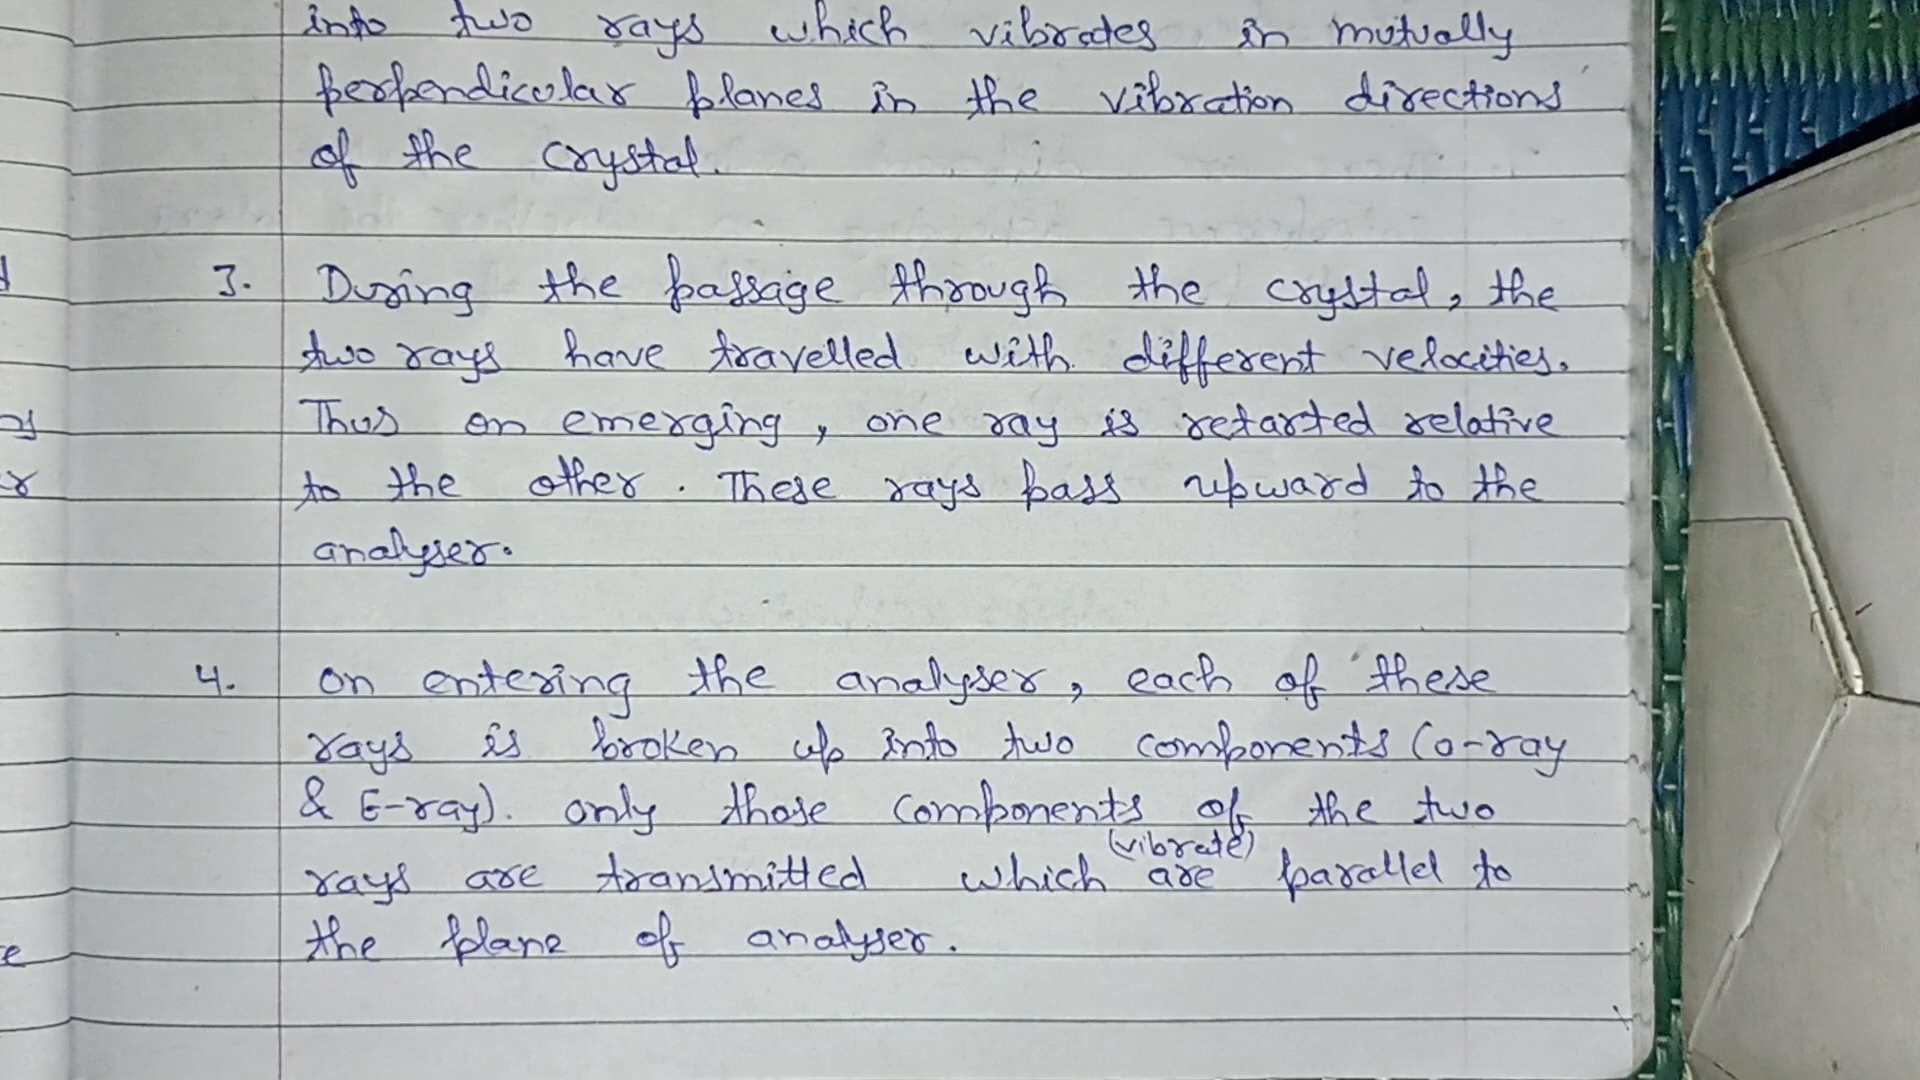 into two rays which vibrates in mutually
perpendicular planes in the vibration directions
of the crystal.
3. During the passage through the crystal, the
two rays have travelled with different velocities.
Thus on emerging, one ray is retarted relative
to the other. These rays pass upward to the
analyser.
4. On entering the analyser, each of these
rays is broken up into two components (o-ray
& E-ray). only those components of the two
(vibrate)
rays are transmitted which are parallel to
the plane of analyser.